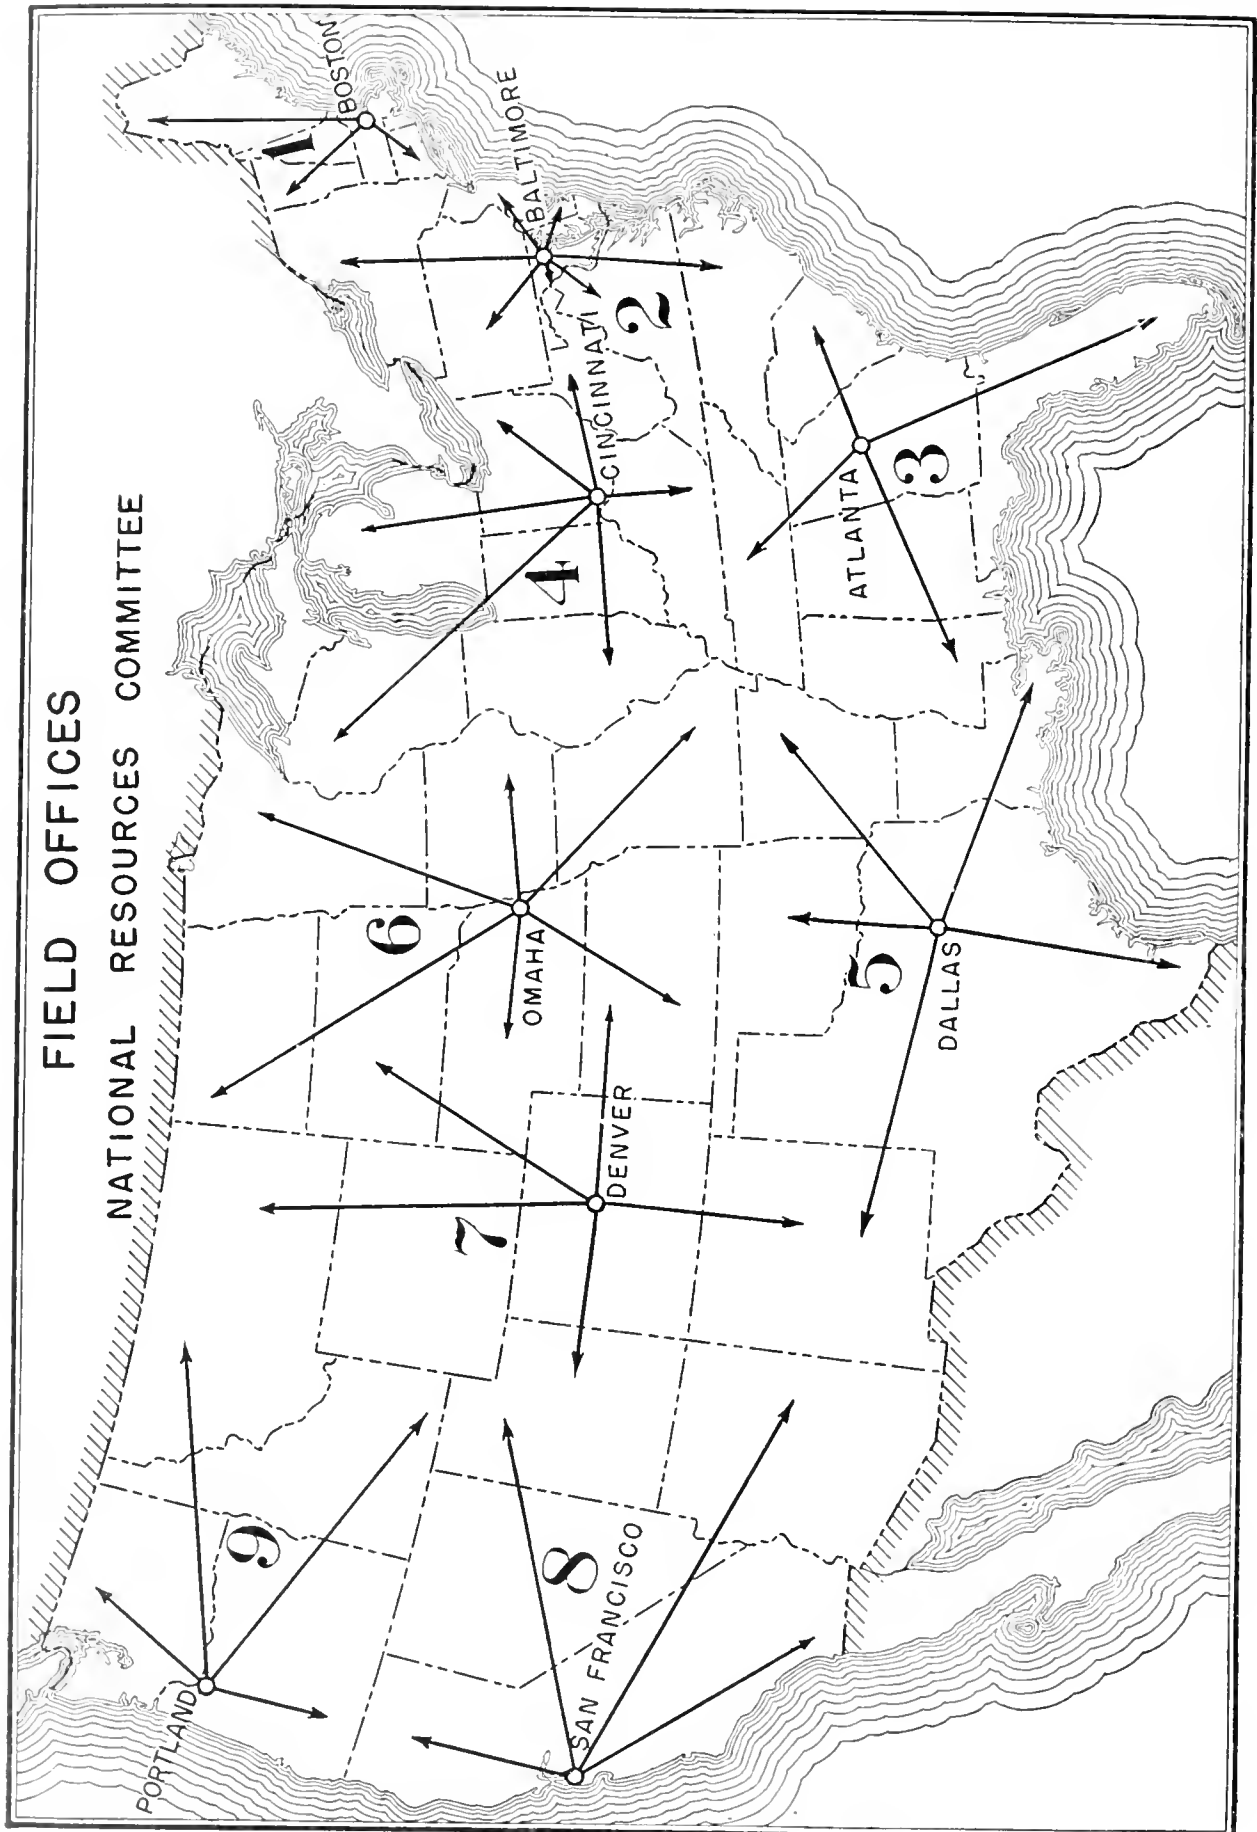 FIELD OFFICES
NATIONAL RESOURCES COMMITTEE
PORTLAND
9
SAN FRANCISCO
8
7
DENVER
6
OMAHA
5
DALLAS
4
CINCINNATI
ATLANTA
3
2
BALTIMORE
1
BOSTON